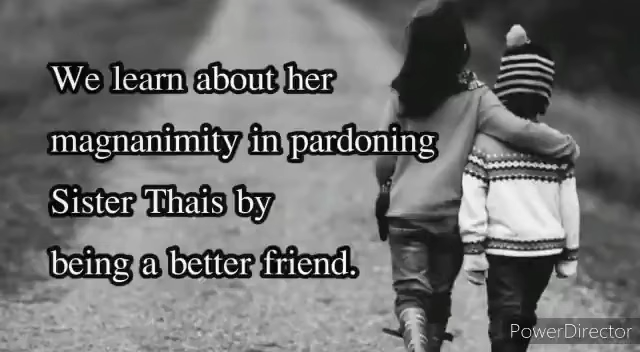 We learn about her
magnanimity in pardoning
Sister Thais by
being a better friend.
PowerDirector